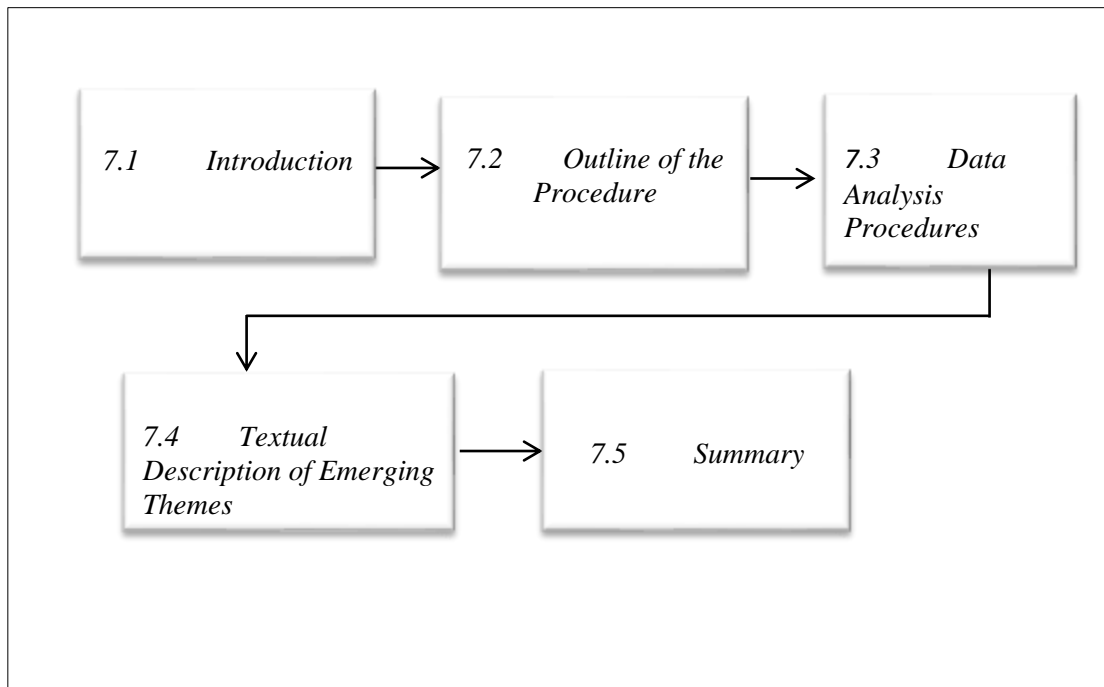 7.1 Introduction
7.2 Outline of the
Procedure
7.3 Data
Analysis
Procedures
7.4 Textual
Description of Emerging
Themes
7.5 Summary